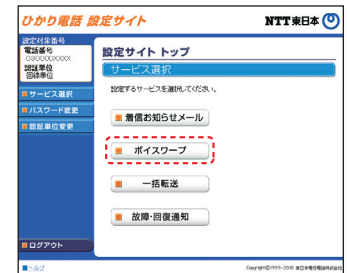 ひかり電話 設定サイト
NTT東日本
設定対象番号
電話番号
0300000XXXX
認証単位
回線単位
サービス選択
パスワード変更
認証単位変更
ログアウト
ヘルプ
設定サイト トップ
サービス選択
設定するサービスを選択してください。
着信お知らせメール
ボイスワープ
一括転送
故障・回復通知